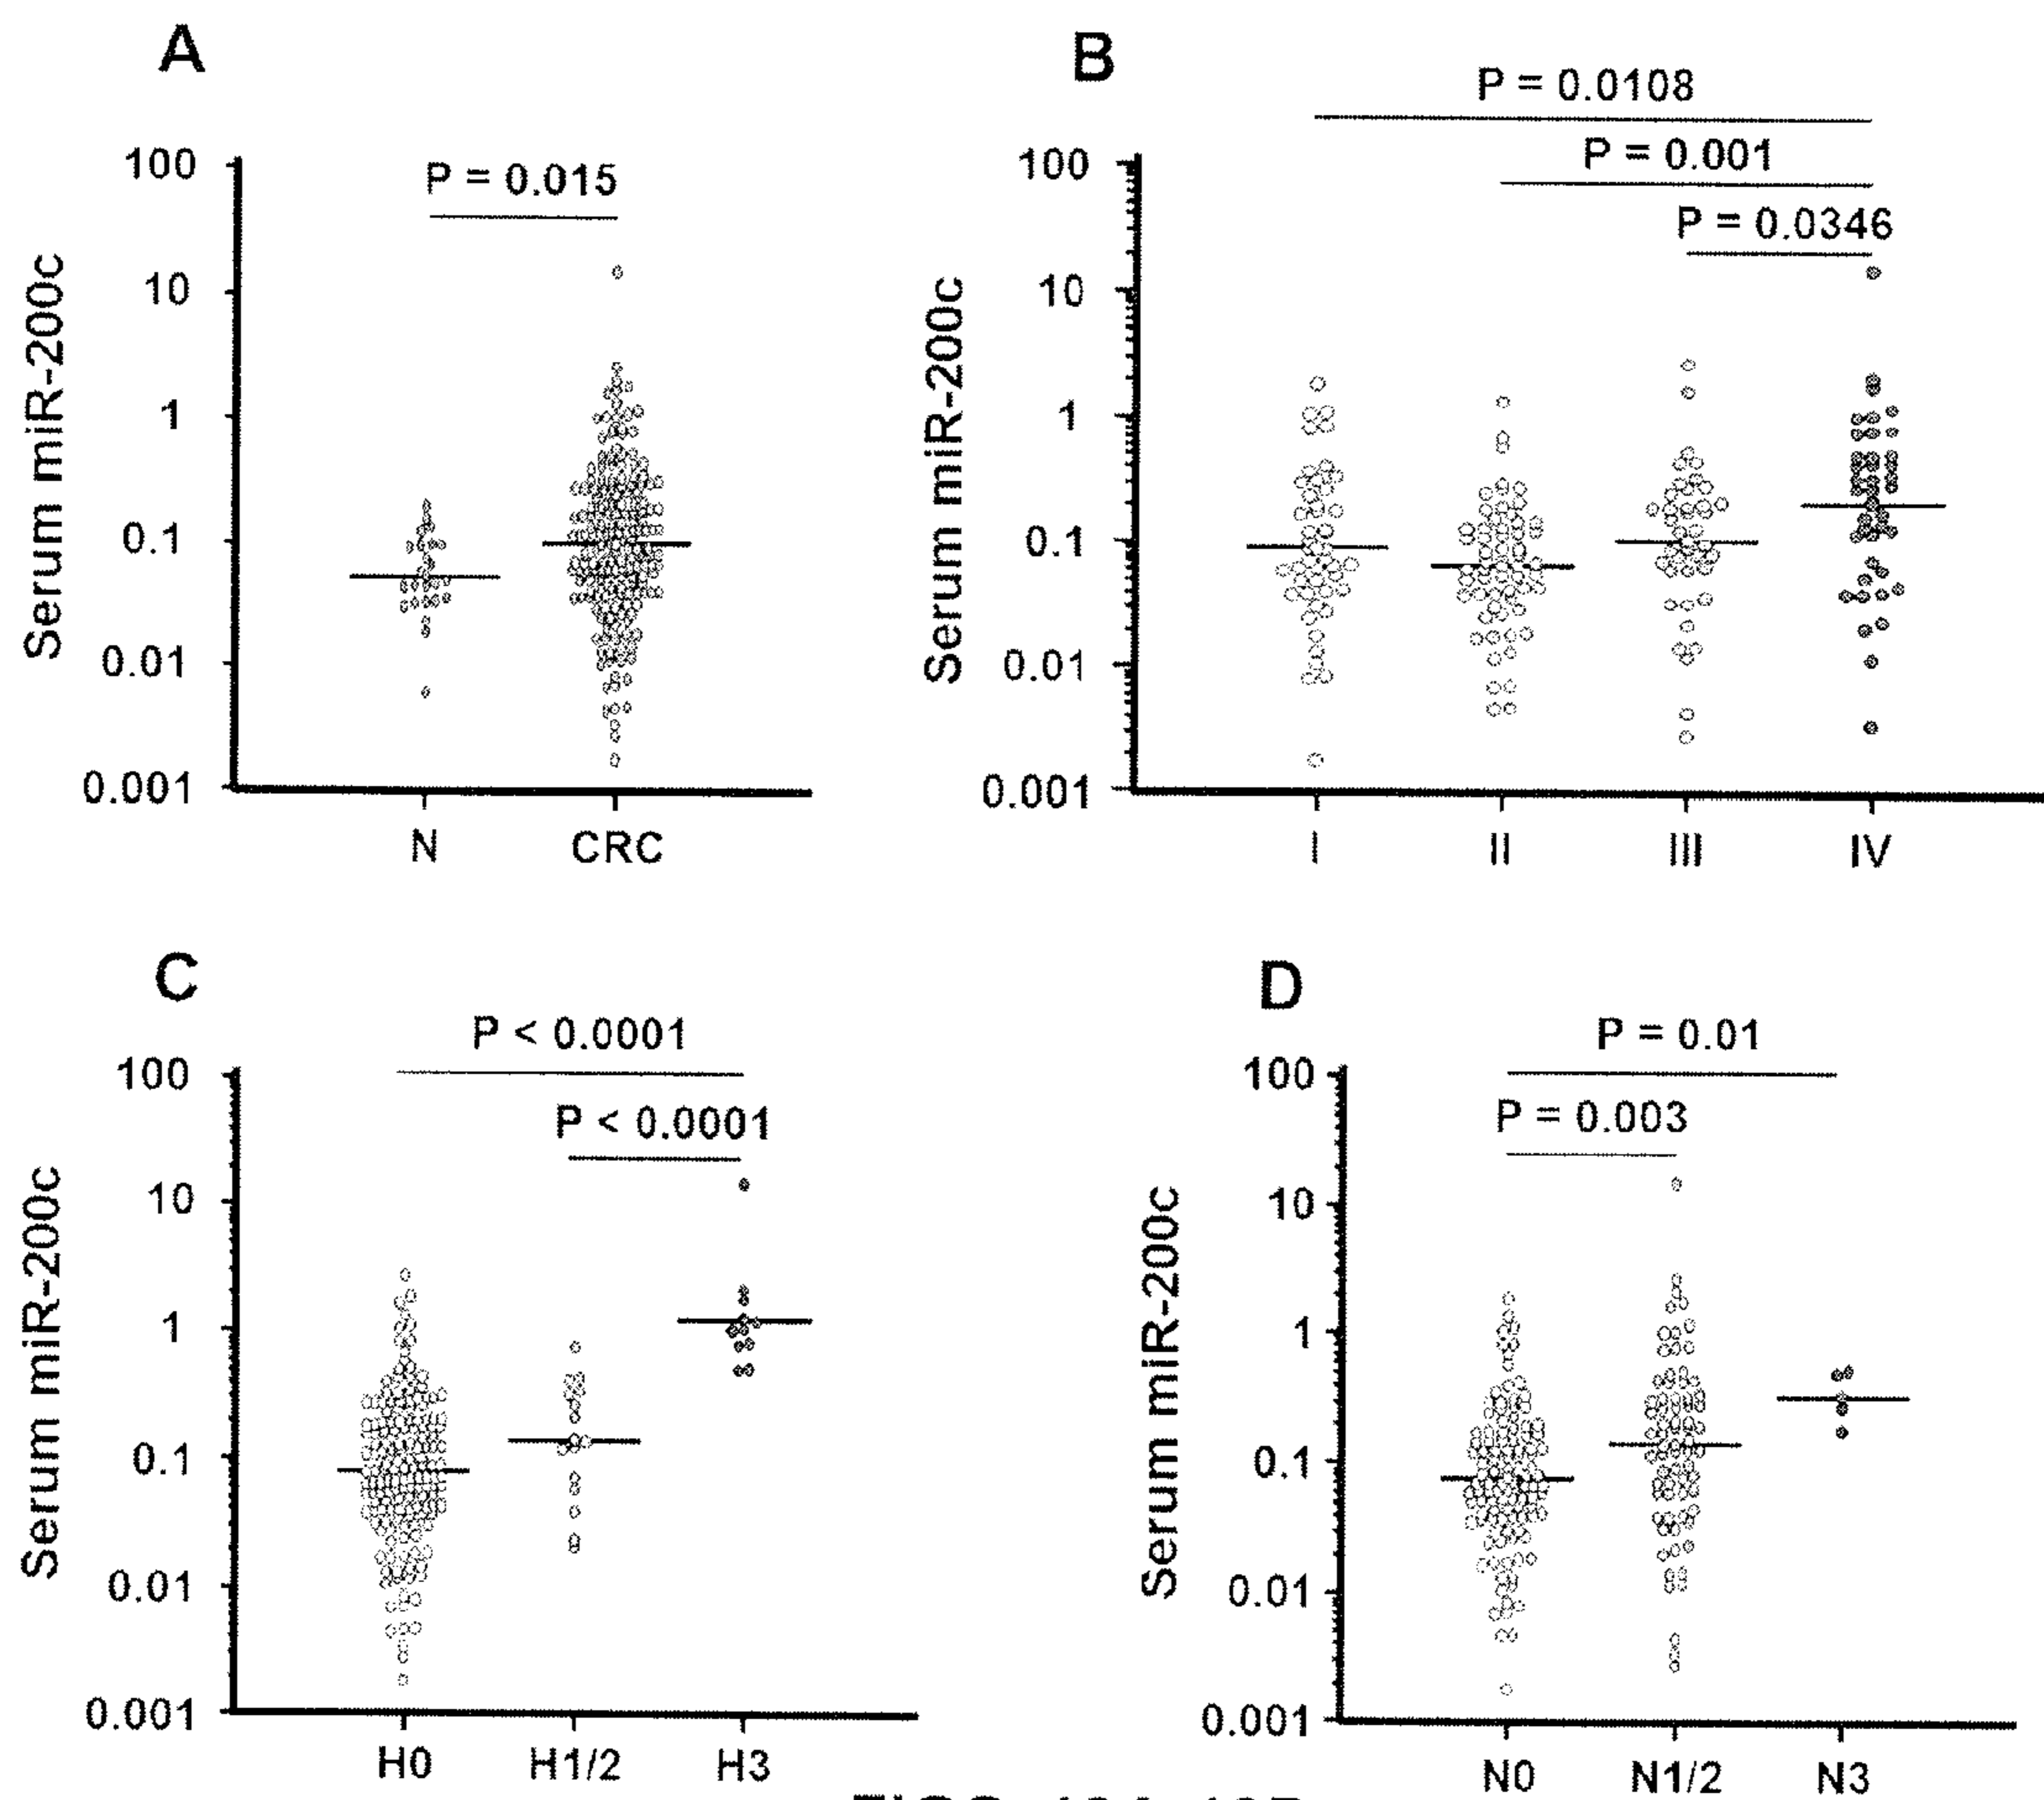 A
P = 0.015
Serum miR-200c
100
10
1
0.1
0.01
0.001
N CRC
B
P = 0.0108
P = 0.001
P = 0.0346
Serum miR-200c
100
10
1
0.1
0.01
0.001
I II III IV
C
P < 0.0001
P < 0.0001
Serum miR-200c
100
10
1
0.1
0.01
0.001
H0 H1/2 H3
D
P = 0.01
P = 0.003
Serum miR-200c
100
10
1
0.1
0.01
0.001
N0 N1/2 N3